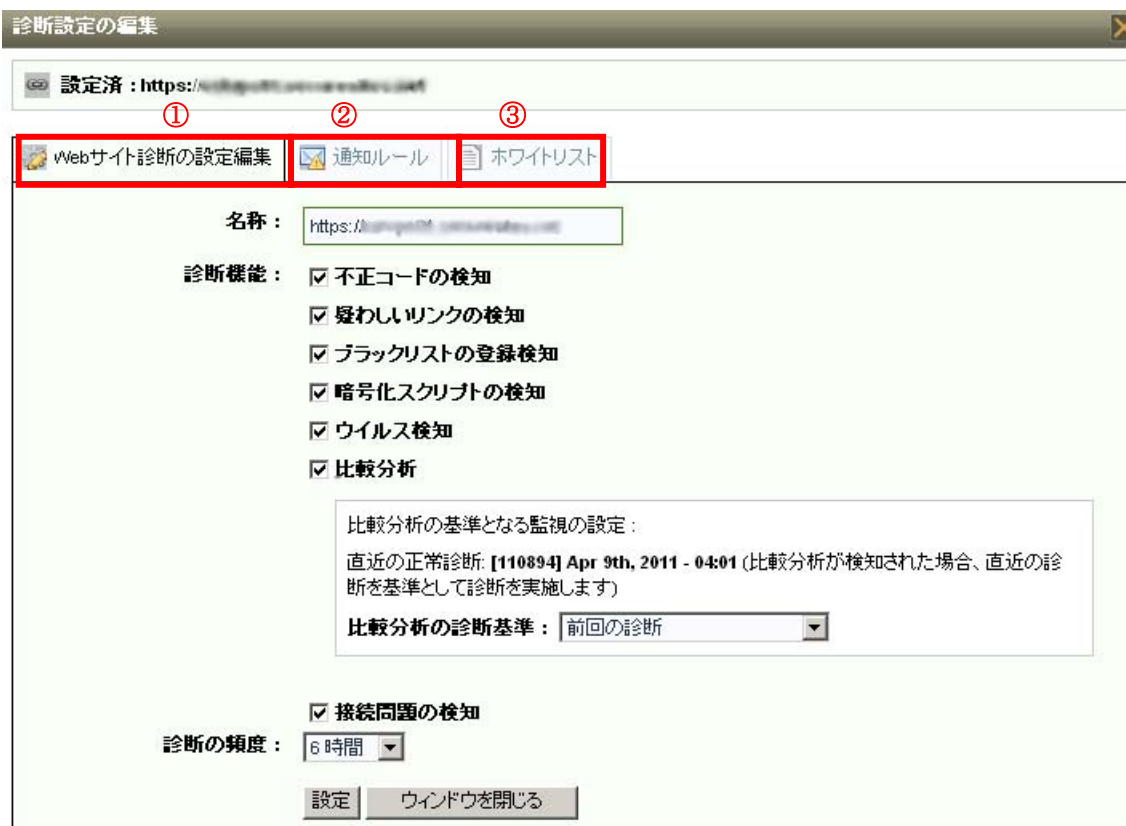 診断設定の編集
設定済 : https:/
① ② ③
Webサイト診断の設定編集 通知ルール ホワイトリスト
名称 : https:/
診断機能 : 不正コードの検知
疑わしいリンクの検知
ブラックリストの登録検知
暗号化スクリプトの検知
ウイルス検知
比較分析
比較分析の基準となる監視の設定 :
直近の正常診断: [110894] Apr 9th, 2011 - 04:01 (比較分析が検知された場合、直近の診
断を基準として診断を実施します)
比較分析の診断基準 : 前回の診断
接続問題の検知
診断の頻度 : 6 時間
設定 ウィンドウを閉じる